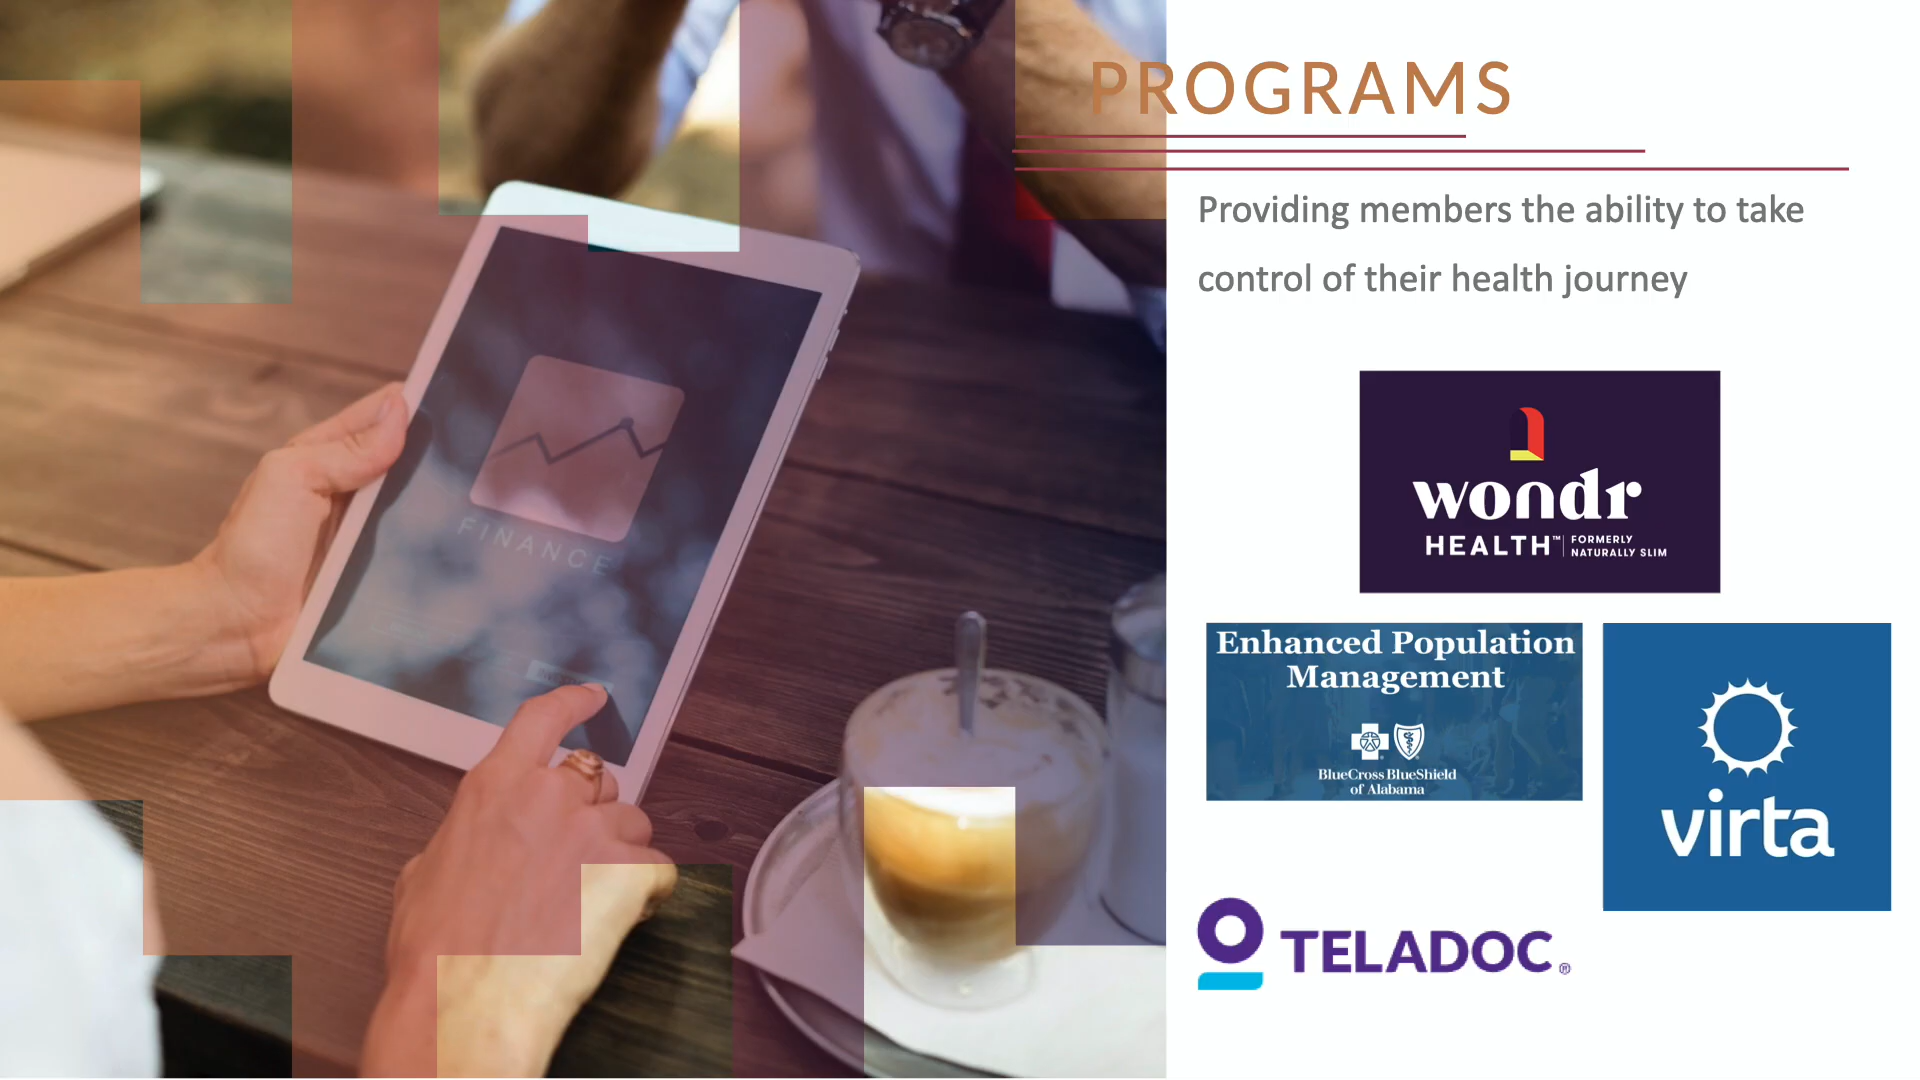 PROGRAMS
Providing members the ability to take
control of their health journey
wondr
HEALTH™ | FORMERLY
NATURALLY SLIM
Enhanced Population
Management
BlueCross BlueShield
of Alabama
virta
TELADOC®
FINANCE